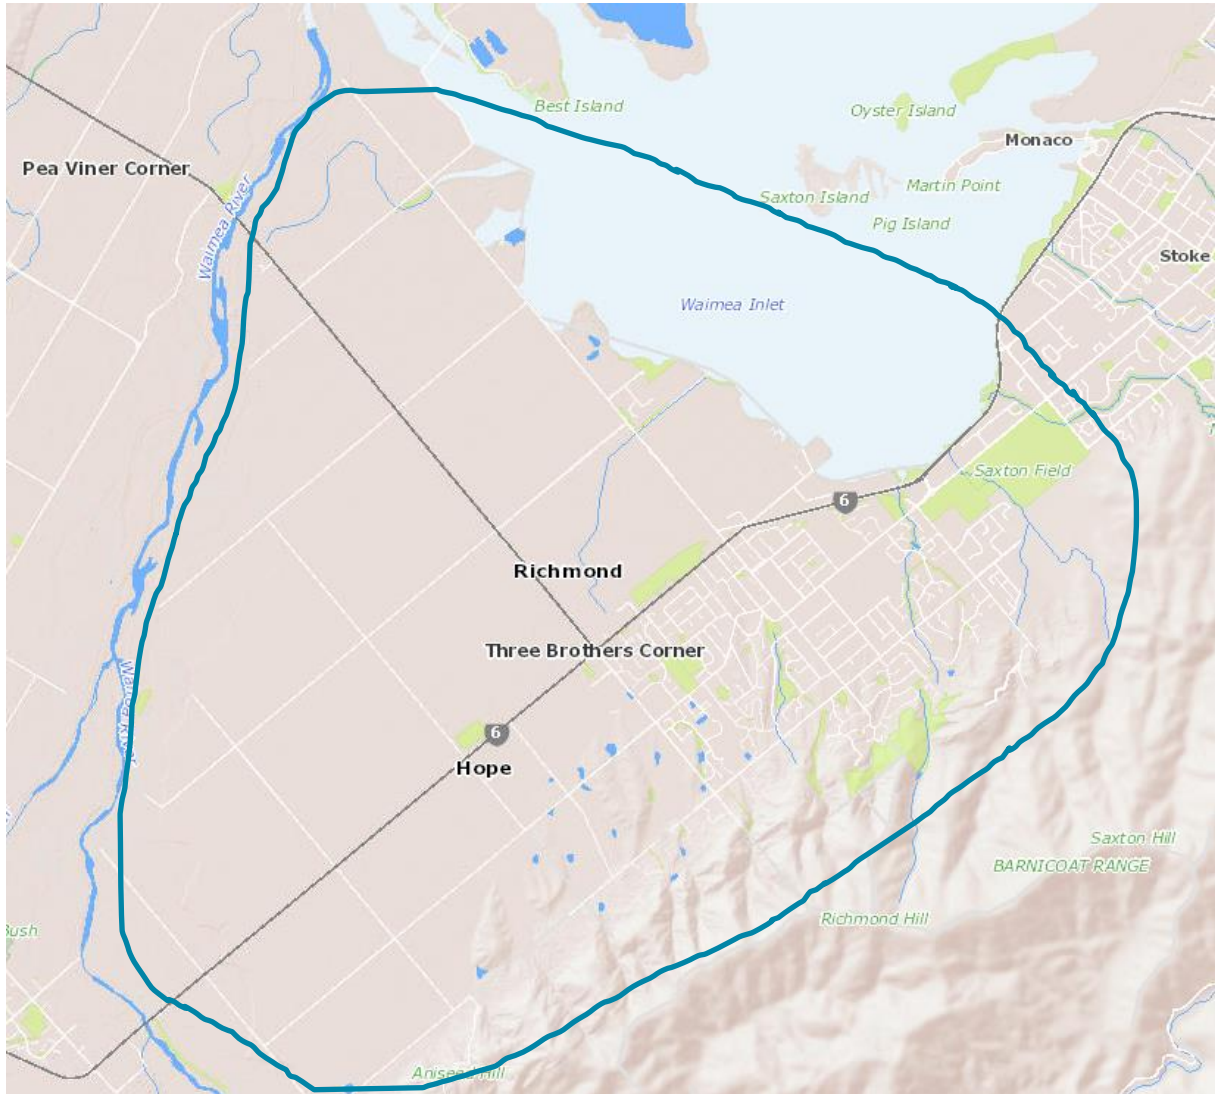 Best Island
Oyster Island
Monaco
Pea Viner Corner
Martin Point
Saxton Island
Pig Island
Waimea River
Stoke
Waimea Inlet
Saxton Field
6
Richmond
Three Brothers Corner
6
Hope
Saxton Hill
BARNICOAT RANGE
Richmond Hill
Bush
Aniseed Hill